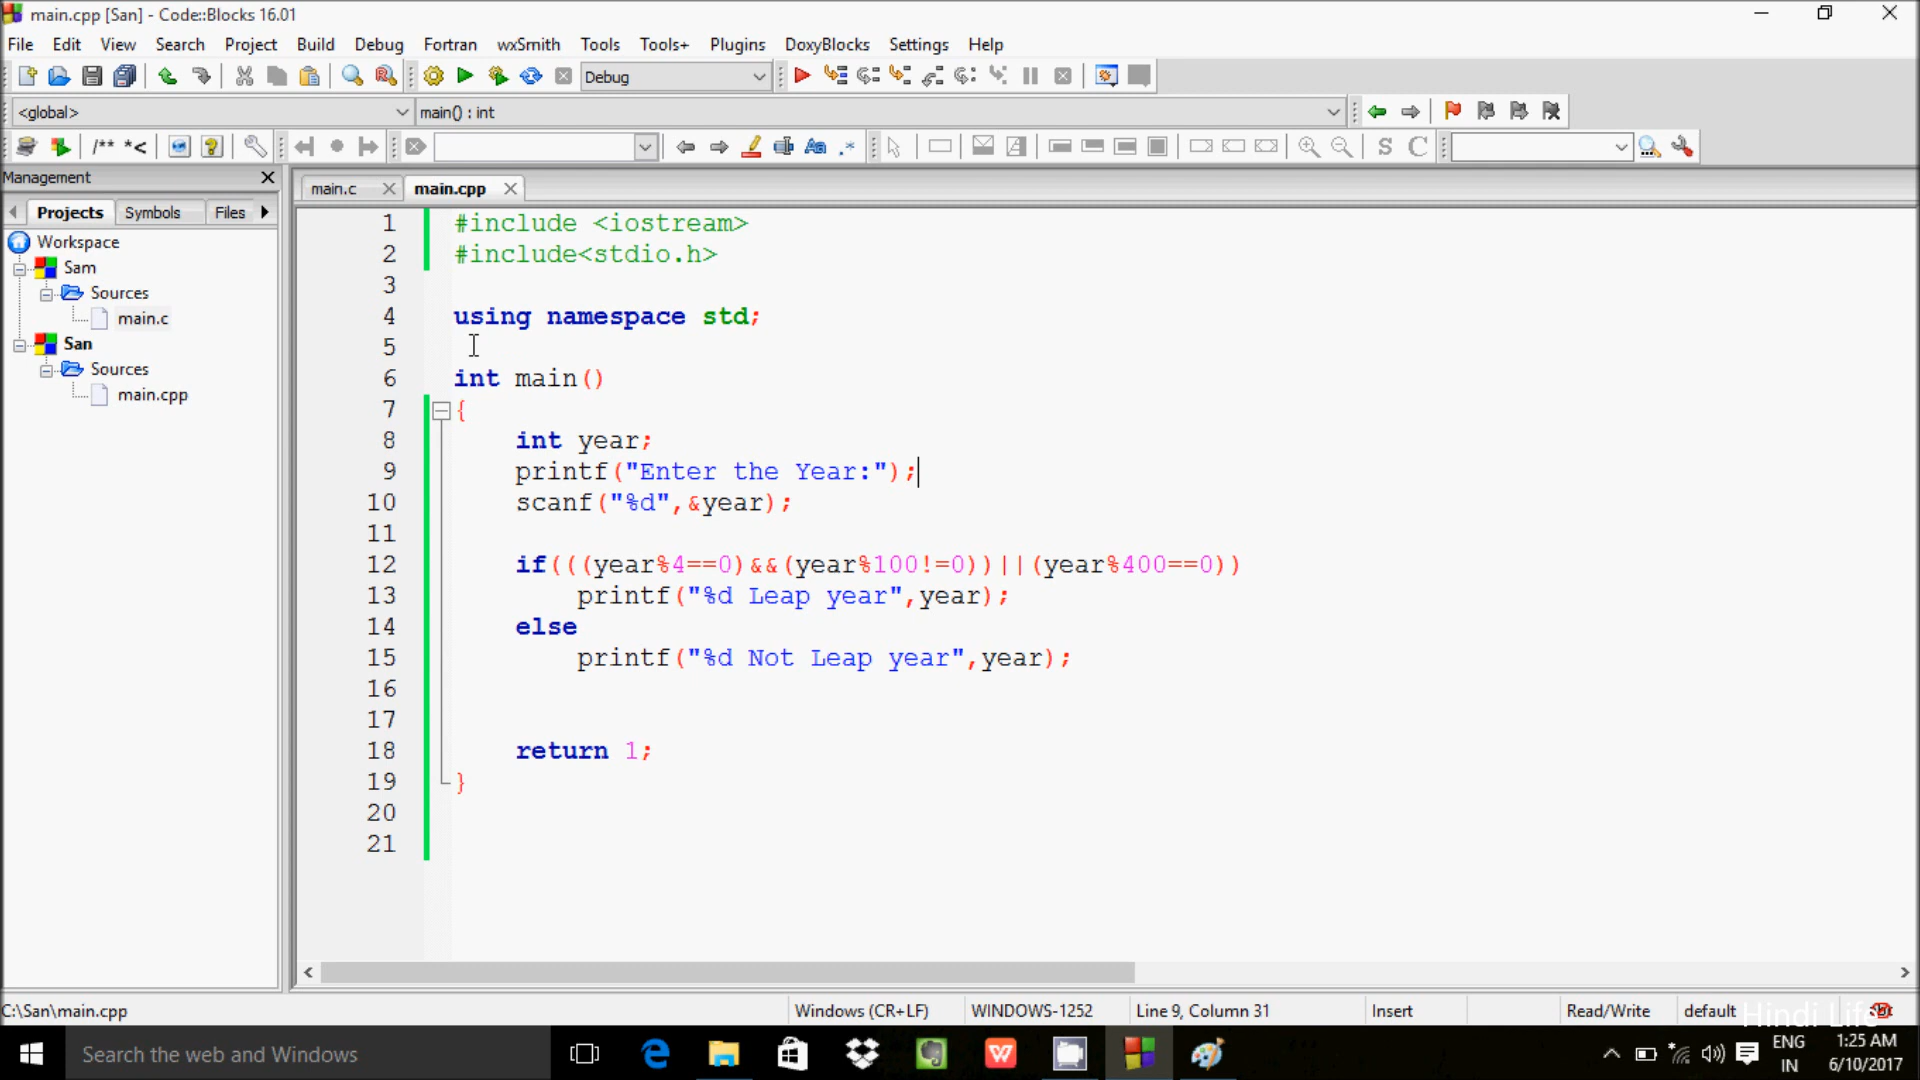 main.cpp [San] - Code::Blocks 16.01
File Edit View Search Project Build Debug Fortran wxSmith Tools Tools+ Plugins DoxyBlocks Settings Help
Debug
<global> main() : int
/** *<
S C
Management
main.c main.cpp
Projects Symbols Files
Workspace
Sam
Sources
main.c
San
Sources
main.cpp
1 #include <iostream>
2 #include<stdio.h>
3
4 using namespace std;
5
6 int main()
7 {
8 int year;
9 printf("Enter the Year:");
10 scanf("%d",&year);
11
12 if(((year%4==0)&&(year%100!=0))||(year%400==0))
13 printf("%d Leap year",year);
14 else
15 printf("%d Not Leap year",year);
16
17
18 return 1;
19 }
20
21
C:\San\main.cpp Windows (CR+LF) WINDOWS-1252 Line 9, Column 31 Insert Read/Write default
Hindi Life
Search the web and Windows
ENG
IN
1:25 AM
6/10/2017